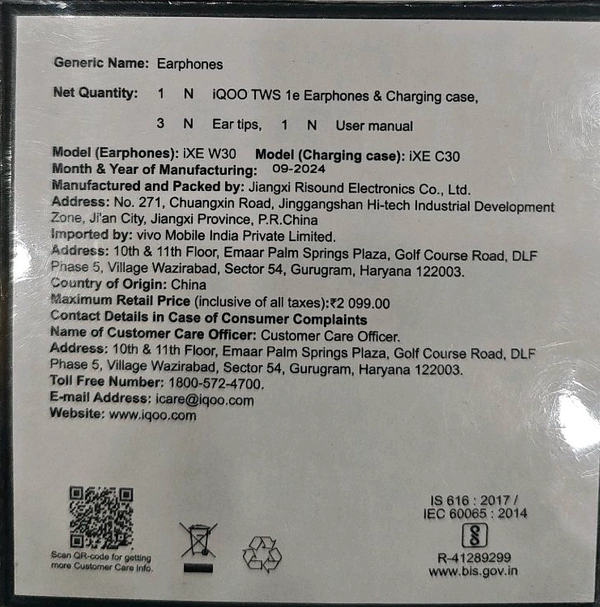 Generic Name: Earphones
Net Quantity: 1 N iQOO TWS 1e Earphones & Charging case,
3 N Ear tips, 1 N User manual
Model (Earphones): iXE W30 Model (Charging case): iXE C30
Month & Year of Manufacturing: 09-2024
Manufactured and Packed by: Jiangxi Risound Electronics Co., Ltd.
Address: No. 271, Chuangxin Road, Jinggangshan Hi-tech Industrial Development
Zone, Ji'an City, Jiangxi Province, P.R.China
Imported by: vivo Mobile India Private Limited.
Address: 10th & 11th Floor, Emaar Palm Springs Plaza, Golf Course Road, DLF
Phase 5, Village Wazirabad, Sector 54, Gurugram, Haryana 122003.
Country of Origin: China
Maximum Retail Price (inclusive of all taxes):₹2 099.00
Contact Details in Case of Consumer Complaints
Name of Customer Care Officer: Customer Care Officer.
Address: 10th & 11th Floor, Emaar Palm Springs Plaza, Golf Course Road, DLF
Phase 5, Village Wazirabad, Sector 54, Gurugram, Haryana 122003.
Toll Free Number: 1800-572-4700.
E-mail Address: icare@iqoo.com
Website: www.iqoo.com
Scan QR-code for getting
more Customer Care info.
IS 616 : 2017 /
IEC 60065 : 2014
R-41289299
www.bis.gov.in